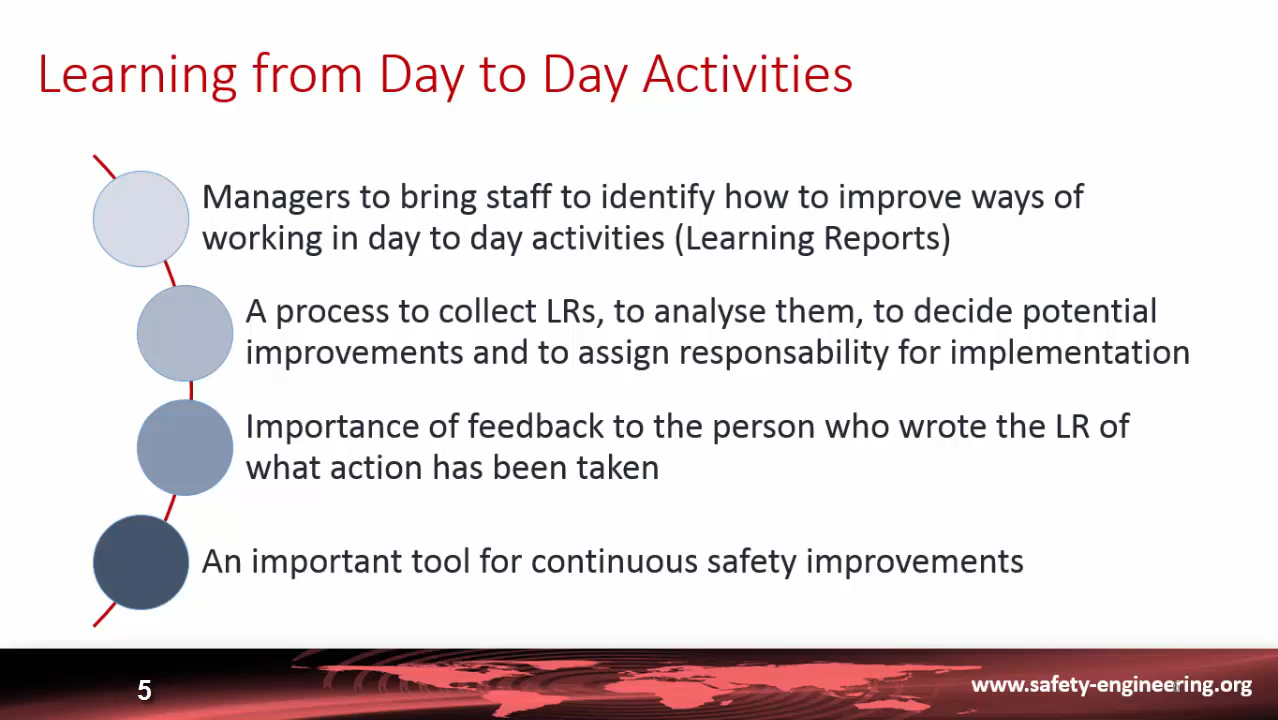 Learning from Day to Day Activities
Managers to bring staff to identify how to improve ways of
working in day to day activities (Learning Reports)
A process to collect LRs, to analyse them, to decide potential
improvements and to assign responsability for implementation
Importance of feedback to the person who wrote the LR of
what action has been taken
An important tool for continuous safety improvements
5
www.safety-engineering.org